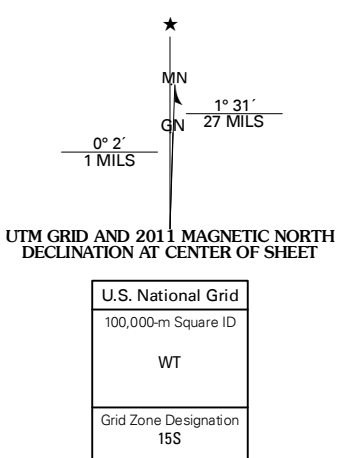 ★
MN
1° 31´
27 MILS
GN
0° 2´
1 MILS
UTM GRID AND 2011 MAGNETIC NORTH
DECLINATION AT CENTER OF SHEET
U.S. National Grid
100,000-m Square ID
WT
Grid Zone Designation
15S